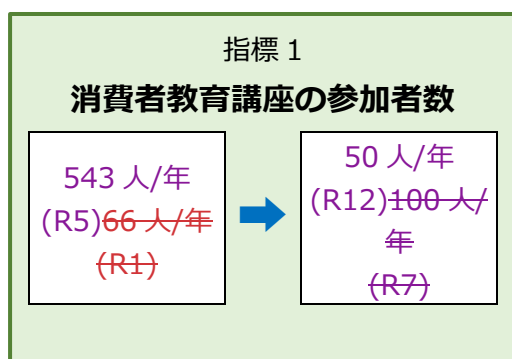 指標 1
消費者教育講座の参加者数
543 人/年
(R5)66 人/年
(R1)
50 人/年
(R12)100 人/
年
(R7)